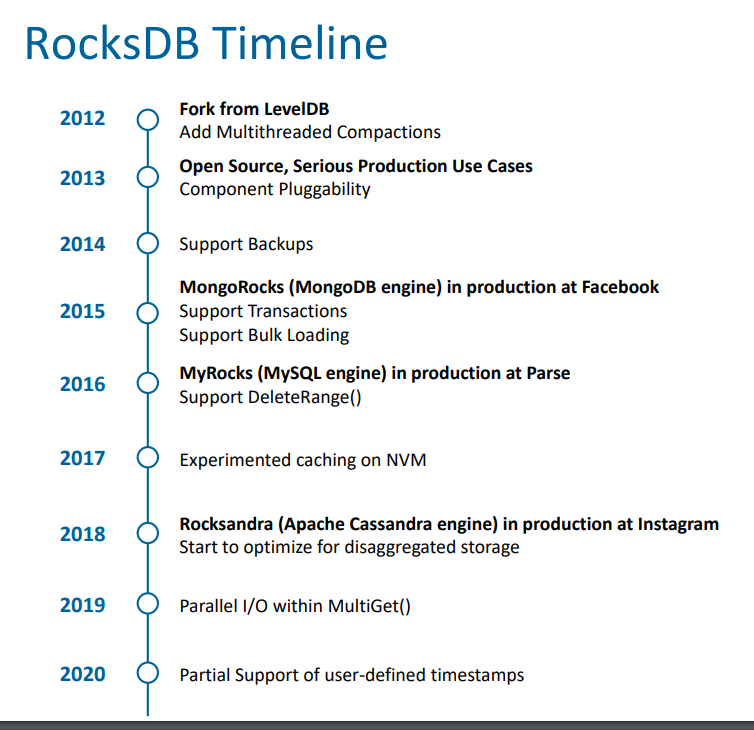 RocksDB Timeline
2012
Fork from LevelDB
Add Multithreaded Compactions
2013
Open Source, Serious Production Use Cases
Component Pluggability
2014
Support Backups
2015
MongoRocks (MongoDB engine) in production at Facebook
Support Transactions
Support Bulk Loading
2016
MyRocks (MySQL engine) in production at Parse
Support DeleteRange()
2017
Experimented caching on NVM
2018
Rocksandra (Apache Cassandra engine) in production at Instagram
Start to optimize for disaggregated storage
2019
Parallel I/O within MultiGet()
2020
Partial Support of user-defined timestamps